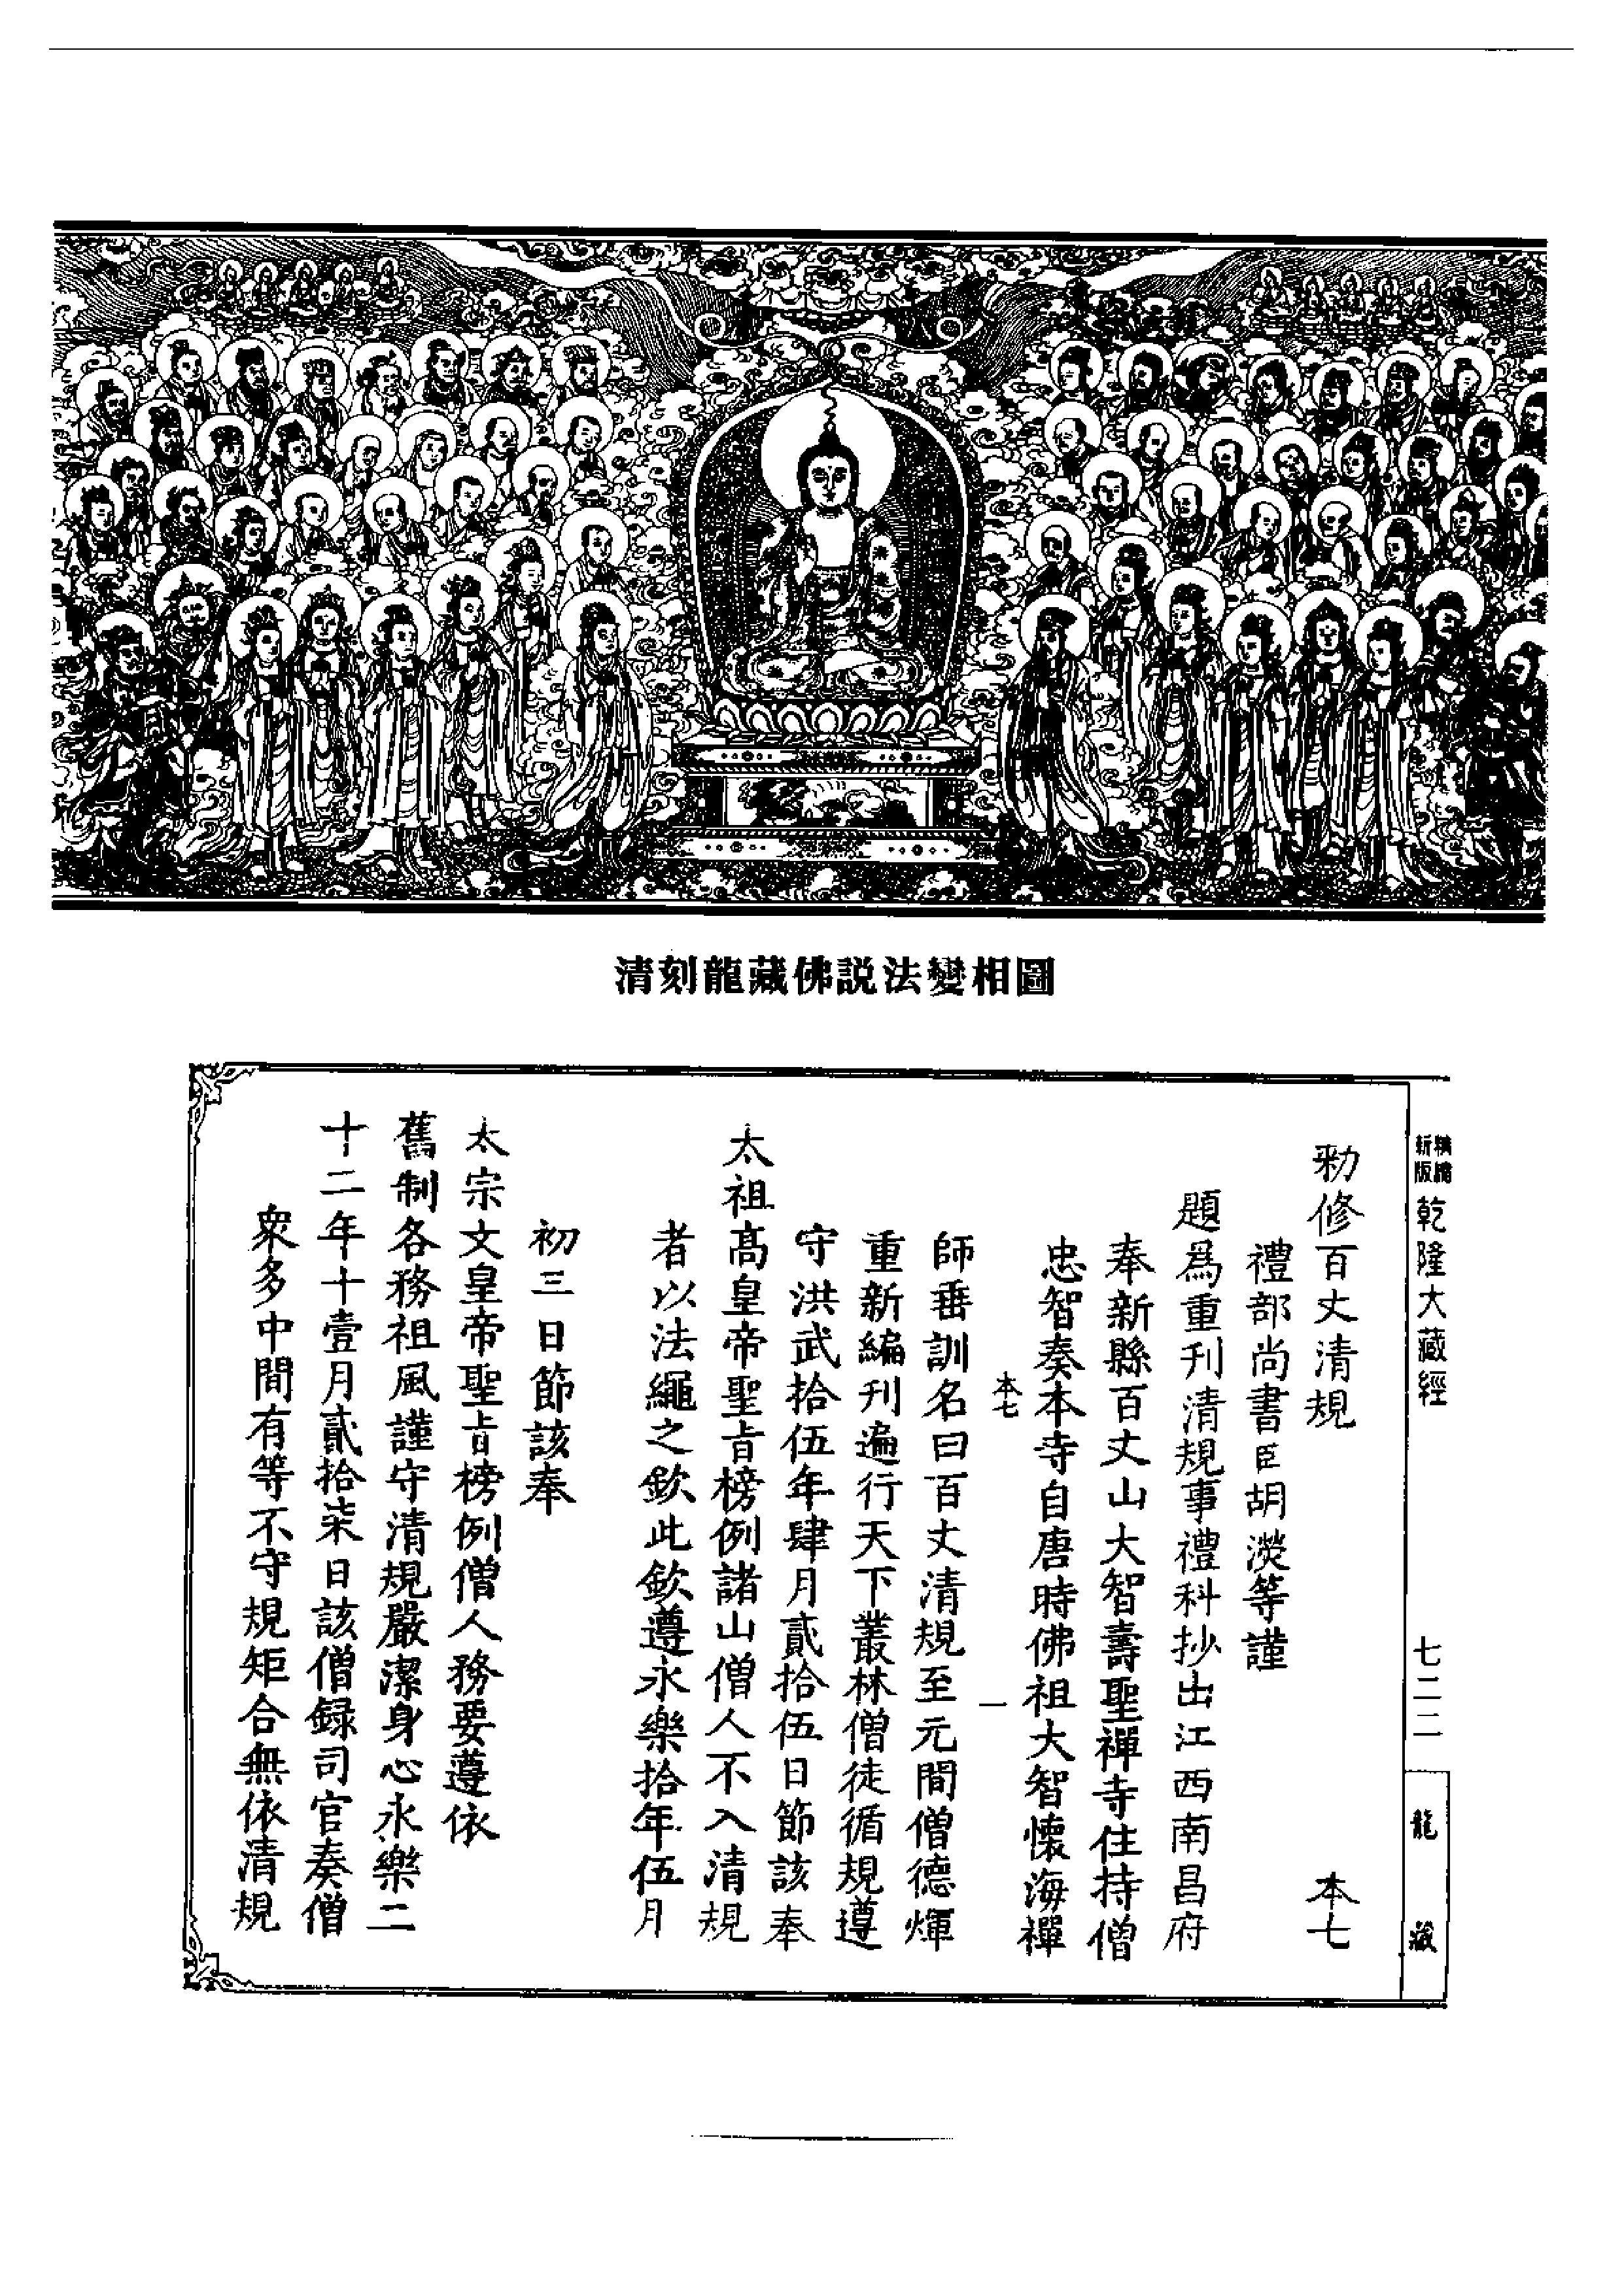 清刻龍藏佛説法變相圖
新版
精縮
乾隆大藏經
七二二
龍藏
勑修百丈清規 本七
禮部尚書臣胡濙等謹
題爲重刊清規事禮科抄出江西南昌府
奉新縣百丈山大智壽聖禪寺住持僧
忠智奏本寺自唐時佛祖大智懷海禪
本七 一
師垂訓名曰百丈清規至元間僧德煇
重新編刊遍行天下叢林僧徒循規遵
守洪武拾伍年肆月貳拾伍日節該奉
太祖高皇帝聖旨榜例諸山僧人不入清規
者以法繩之欽此欽遵永樂拾年伍月
初三日節該奉
太宗文皇帝聖旨榜例僧人務要遵依
舊制各務祖風謹守清規嚴潔身心永樂二
十二年十壹月貳拾柒日該僧録司官奏僧
衆多中間有等不守規矩合無依清規